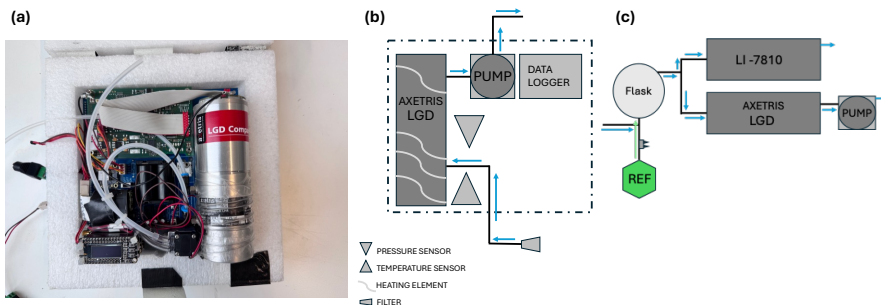 (a)
LGD Compa
(b)
PUMP
DATA
LOGGER
AXETRIS
LGD
PRESSURE SENSOR
TEMPERATURE SENSOR
HEATING ELEMENT
FILTER
(c)
LI -7810
Flask
AXETRIS
LGD
PUMP
REF